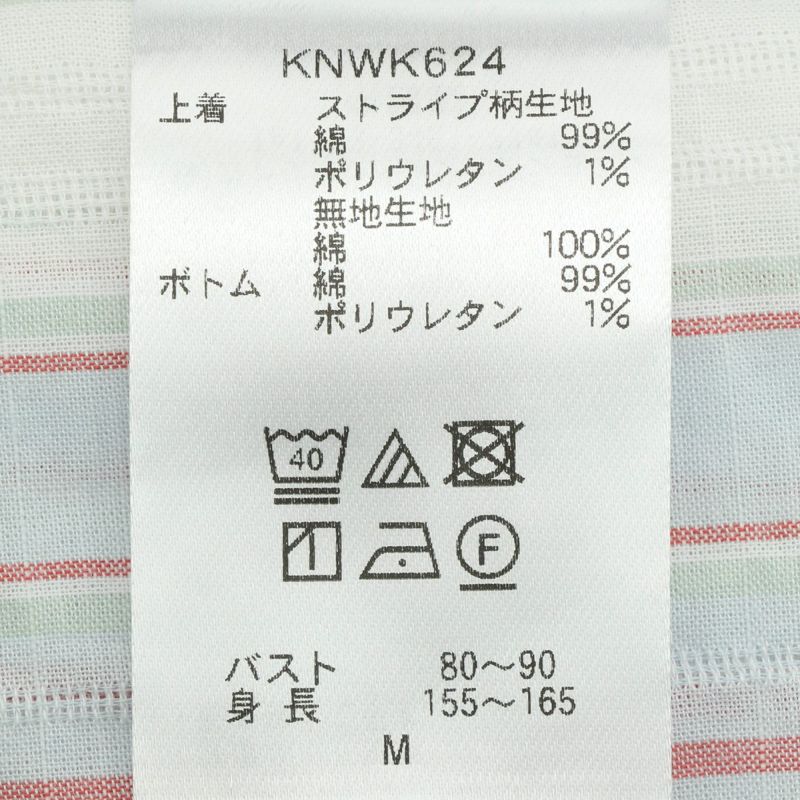 KNWK624
上着 ストライプ柄生地
綿 99%
ポリウレタン 1%
無地生地
綿 100%
ボトム 綿 99%
ポリウレタン 1%
40
F
バスト 80〜90
身長 155〜165
M